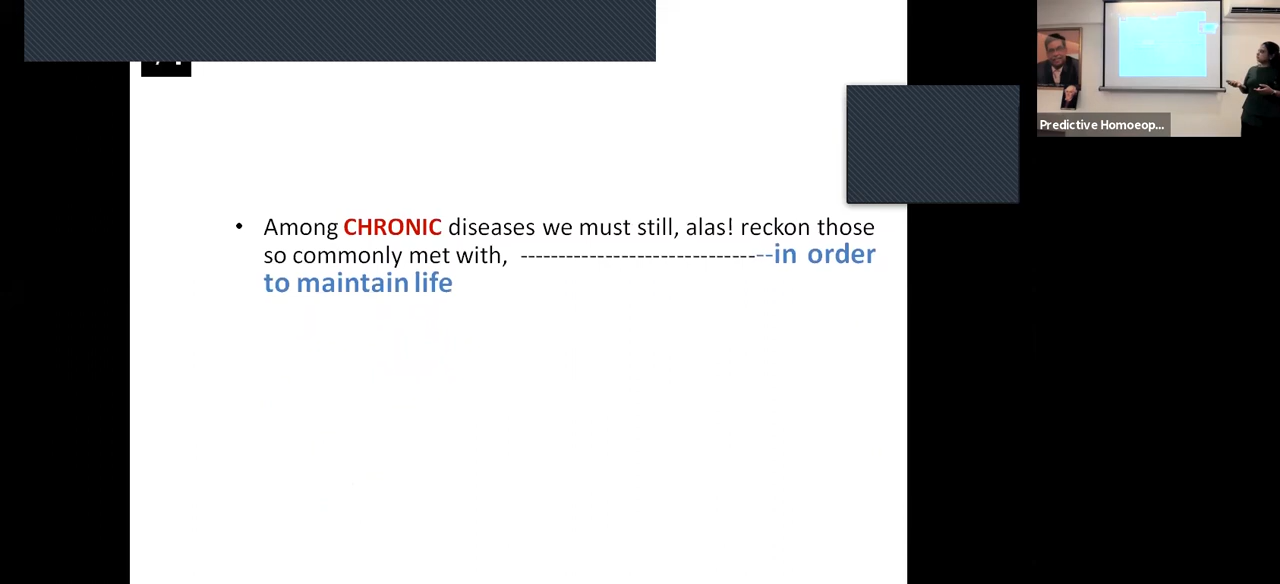 • Among CHRONIC diseases we must still, alas! reckon those
so commonly met with, --------------------------------in order
to maintain life
Predictive Homoeop...